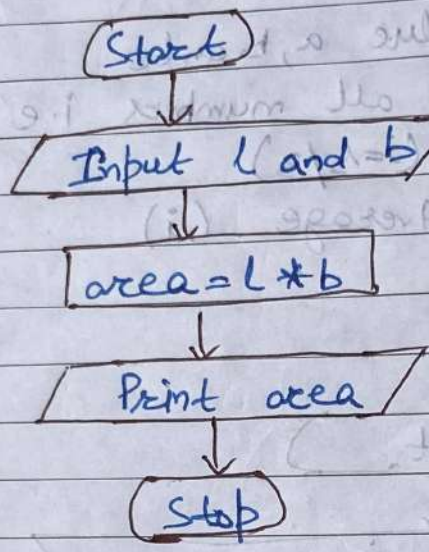 Start
Input l and b
area = l * b
Print area
Stop